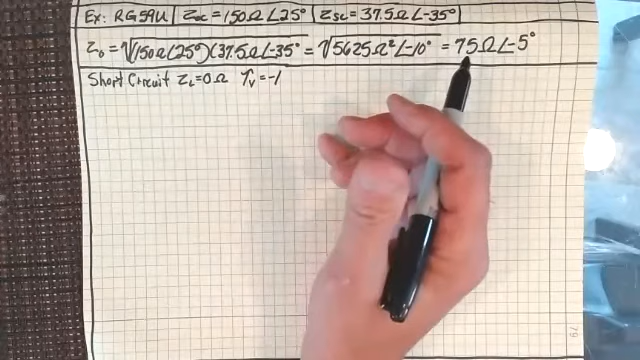 Ex: RG59U | Zoc = 150Ω∠25° | Zsc = 37.5Ω∠-35°
Zo = √(150Ω∠25°)(37.5Ω∠-35° = √5625Ω²∠-10° = 75Ω∠-5°
Short Circuit ZL=0Ω Γv=-1
79